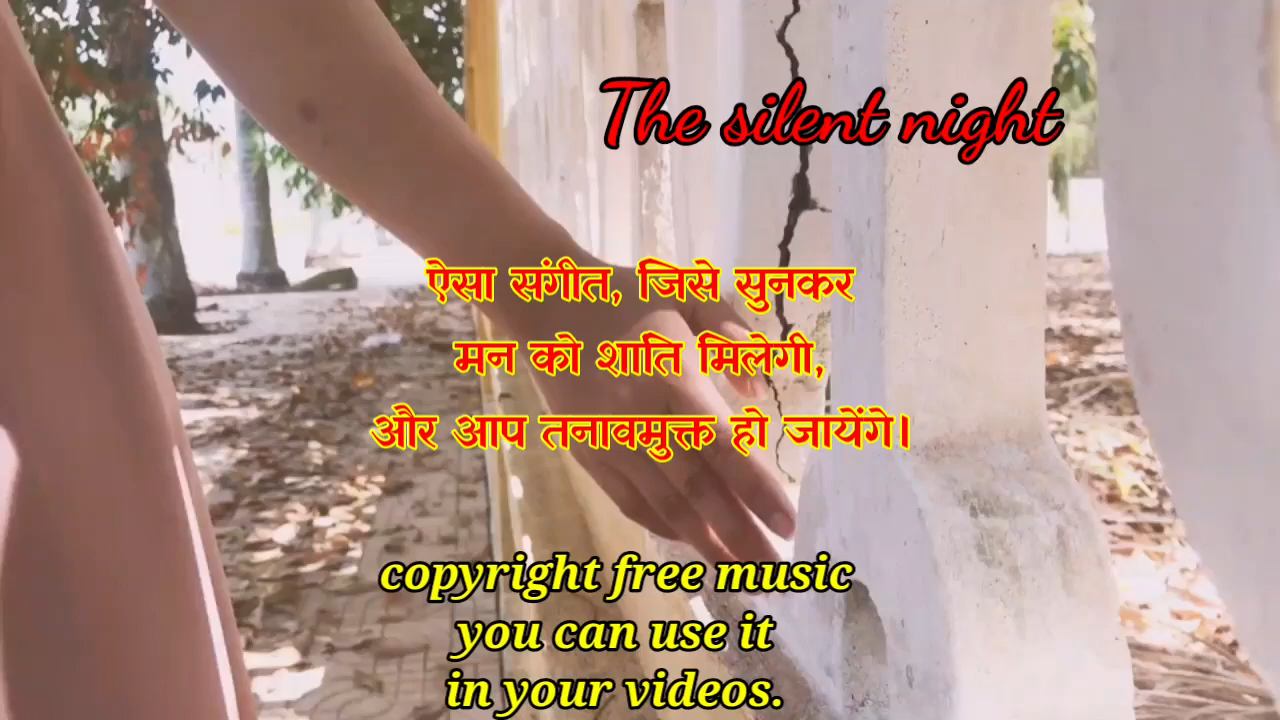 The silent night
ऐसा संगीत, जिसे सुनकर
मन को शाति मिलेगी,
और आप तनावमुक्त हो जायेंगे।
copyright free music
you can use it
in your videos.